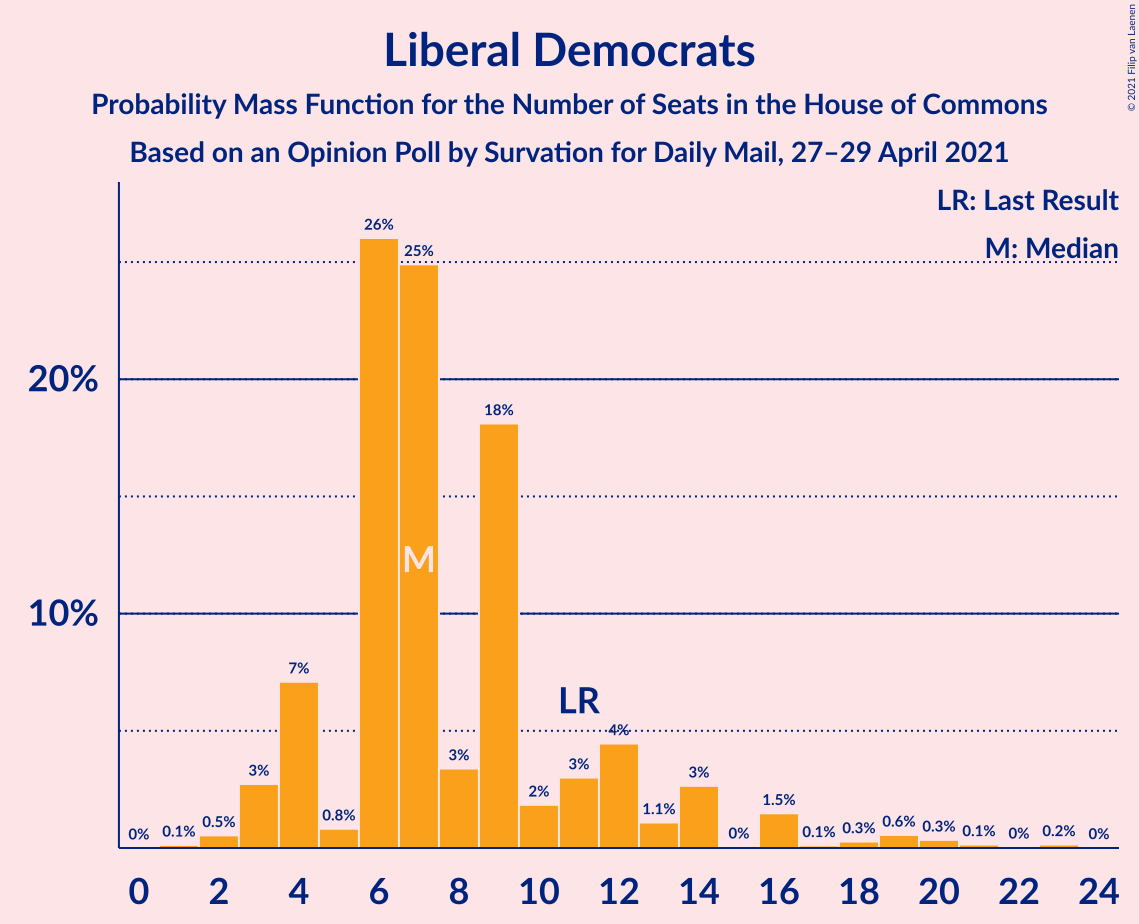 Liberal Democrats
Probability Mass Function for the Number of Seats in the House of Commons
Based on an Opinion Poll by Survation for Daily Mail, 27–29 April 2021
© 2021 Filip van Laenen
LR: Last Result
M: Median
20%
10%
0% 0.1% 0.5% 3% 7% 0.8% 26% 25% 3% 18% 2% 3% 4% 1.1% 3% 0% 1.5% 0.1% 0.3% 0.6% 0.3% 0.1% 0% 0.2% 0%
M
LR
0 2 4 6 8 10 12 14 16 18 20 22 24